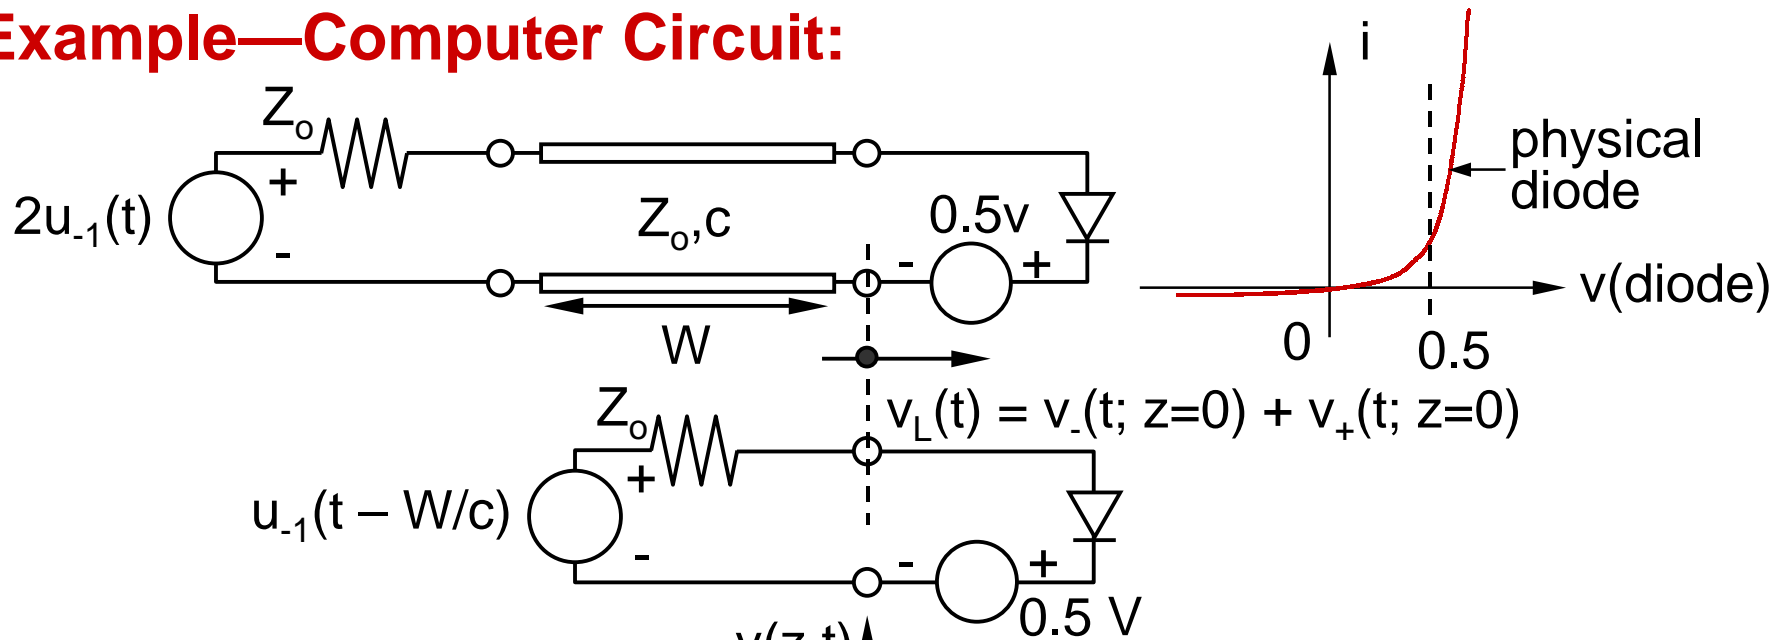 Example—Computer Circuit:
i
Zₒ
physical
diode
+
2u₋₁(t)
-
Zₒ,c
0.5v
-
+
v(diode)
0
0.5
W
vL(t) = v₋(t; z=0) + v₊(t; z=0)
Zₒ
+
u₋₁(t – W/c)
-
-
+
0.5 V
v(z,t)